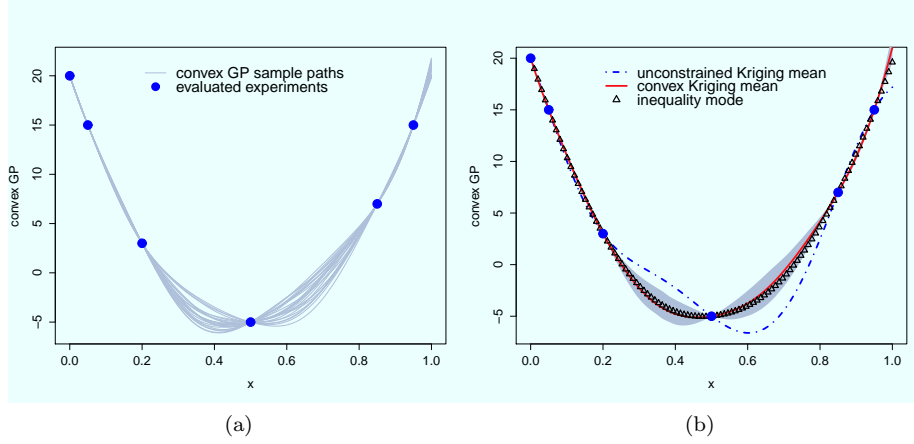 convex GP sample paths
evaluated experiments
convex GP
20
15
10
5
0
−5
0.0 0.2 0.4 0.6 0.8 1.0
x
(a)
unconstrained Kriging mean
convex Kriging mean
inequality mode
convex GP
20
15
10
5
0
−5
0.0 0.2 0.4 0.6 0.8 1.0
x
(b)